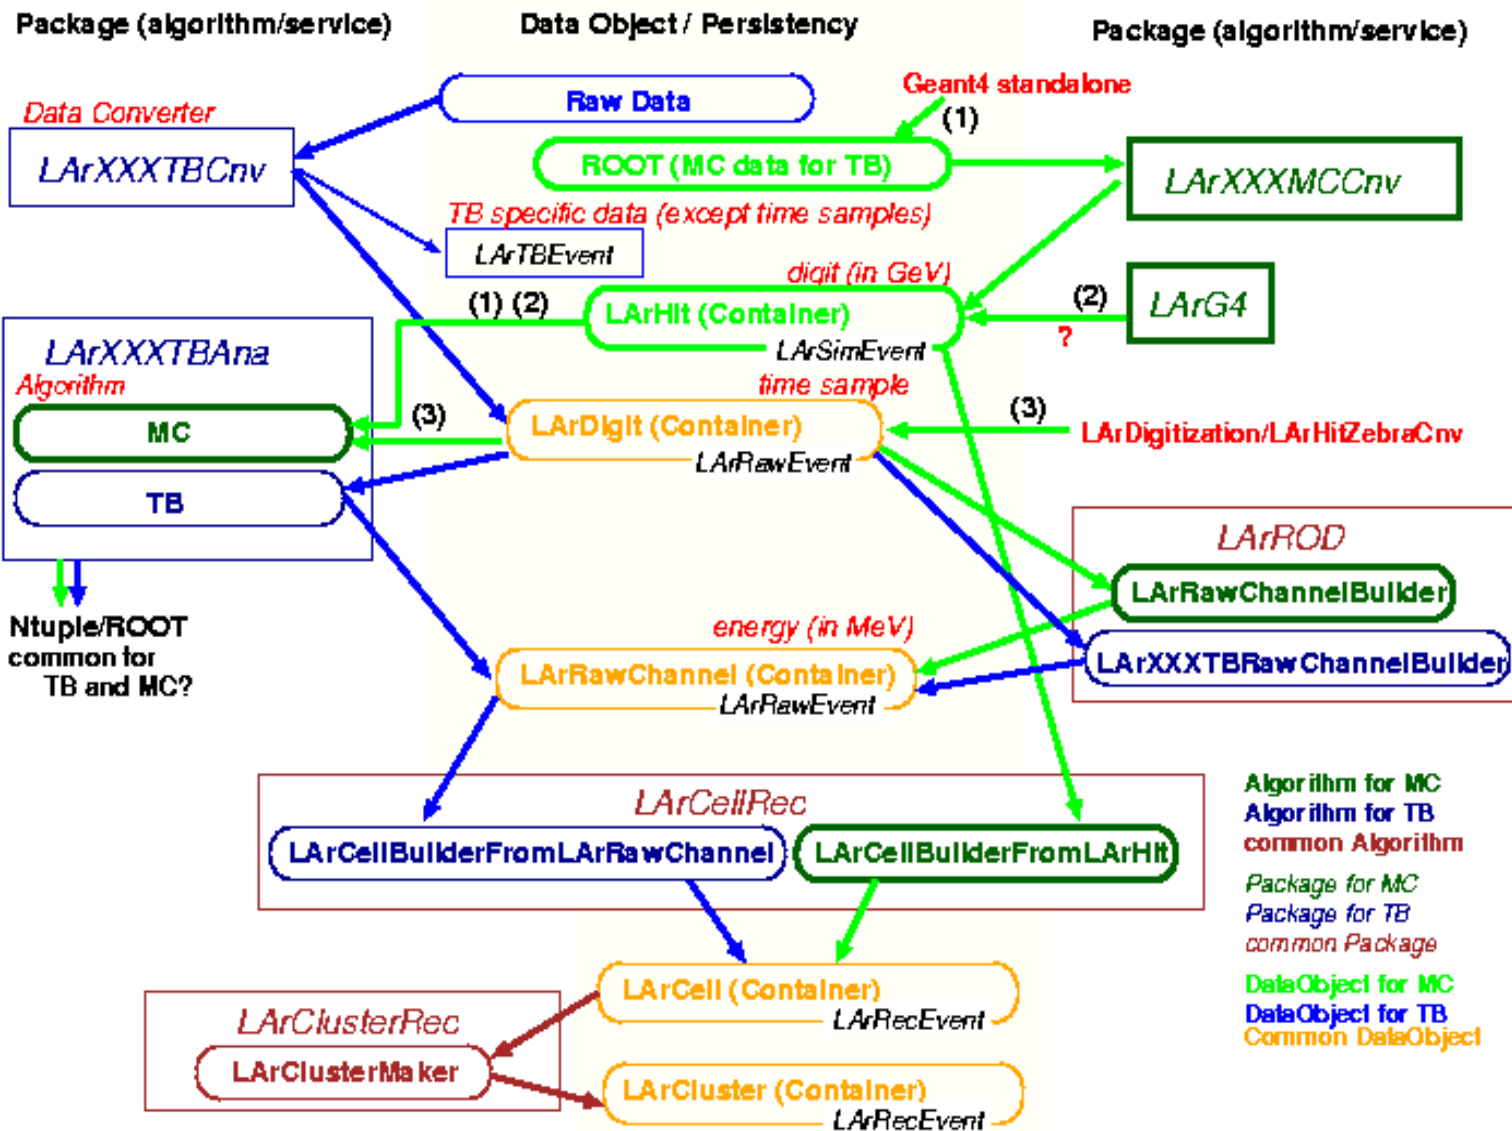 Package (algorithm/service)
Data Object / Persistency
Package (algorithm/service)
Geant4 standalone
Raw Data
Data Converter
(1)
LArXXXTBCnv
ROOT (MC data for TB)
LArXXXMCCnv
TB specific data (except time samples)
LArTBEvent
digit (in GeV)
(1) (2)
LArHit (Container)
(2)
LArG4
?
LArSimEvent
LArXXXTBAna
Algorithm
time sample
MC
(3)
LArDigit (Container)
(3)
LArDigitization/LArHitZebraCnv
LArRawEvent
TB
LArROD
LArRawChannelBuilder
Ntuple/ROOT
common for
TB and MC?
energy (in MeV)
LArRawChannel (Container)
LArXXXTBRawChannelBuilder
LArRawEvent
LArCellRec
LArCellBuilderFromLArRawChannel
LArCellBuilderFromLArHit
Algorithm for MC
Algorithm for TB
common Algorithm
Package for MC
Package for TB
common Package
DataObject for MC
DataObject for TB
Common DataObject
LArCell (Container)
LArRecEvent
LArClusterRec
LArClusterMaker
LArCluster (Container)
LArRecEvent